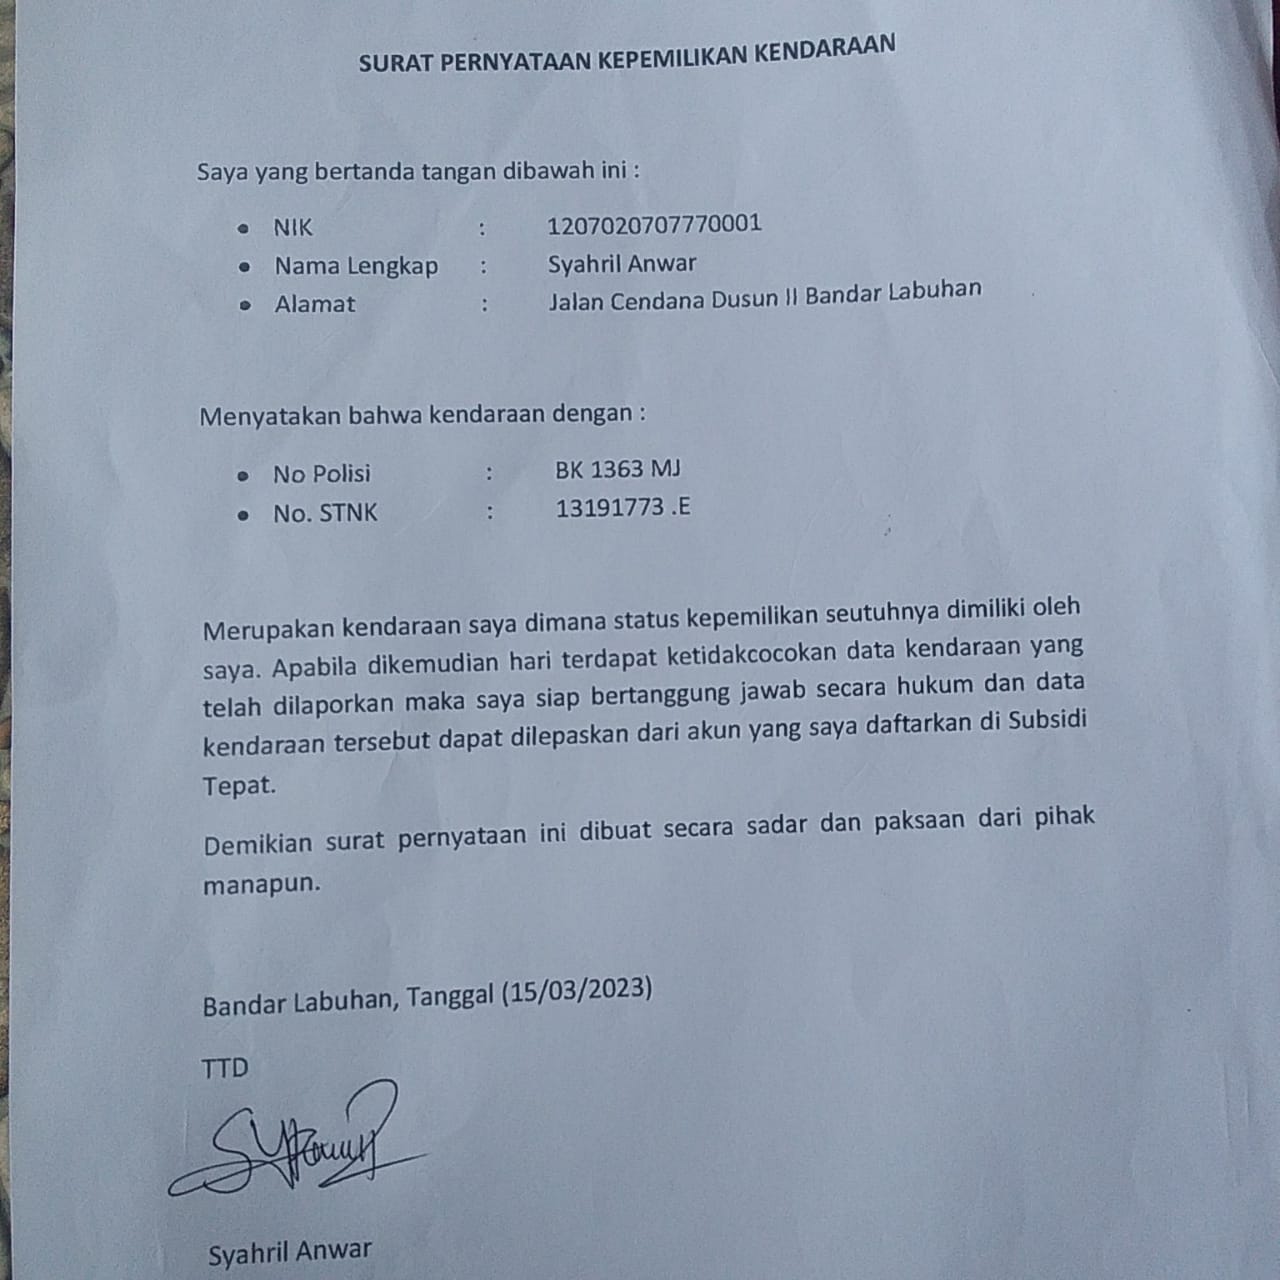 SURAT PERNYATAAN KEPEMILIKAN KENDARAAN
Saya yang bertanda tangan dibawah ini :
• NIK : 1207020707770001
• Nama Lengkap : Syahril Anwar
• Alamat : Jalan Cendana Dusun II Bandar Labuhan
Menyatakan bahwa kendaraan dengan :
• No Polisi : BK 1363 MJ
• No. STNK : 13191773 .E
Merupakan kendaraan saya dimana status kepemilikan seutuhnya dimiliki oleh
saya. Apabila dikemudian hari terdapat ketidakcocokan data kendaraan yang
telah dilaporkan maka saya siap bertanggung jawab secara hukum dan data
kendaraan tersebut dapat dilepaskan dari akun yang saya daftarkan di Subsidi
Tepat.
Demikian surat pernyataan ini dibuat secara sadar dan paksaan dari pihak
manapun.
Bandar Labuhan, Tanggal (15/03/2023)
TTD
Syahril Anwar